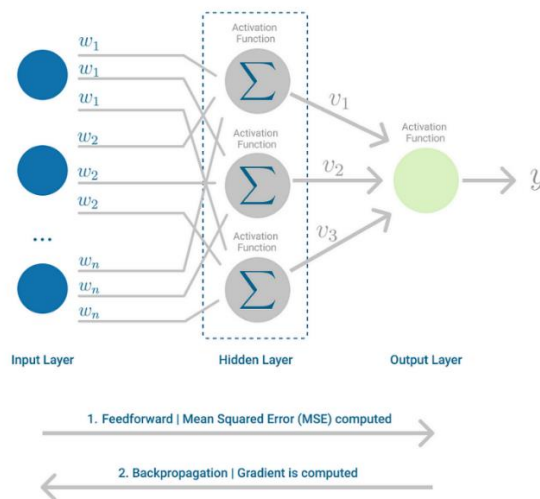 Activation
Function
w₁
w₁
w₁
Σ
v₁
w₂
Activation
Function
Activation
Function
w₂
Σ
v₂
y
w₂
...
Activation
Function
v₃
wₙ
wₙ
Σ
wₙ
Input Layer
Hidden Layer
Output Layer
1. Feedforward | Mean Squared Error (MSE) computed
2. Backpropagation | Gradient is computed